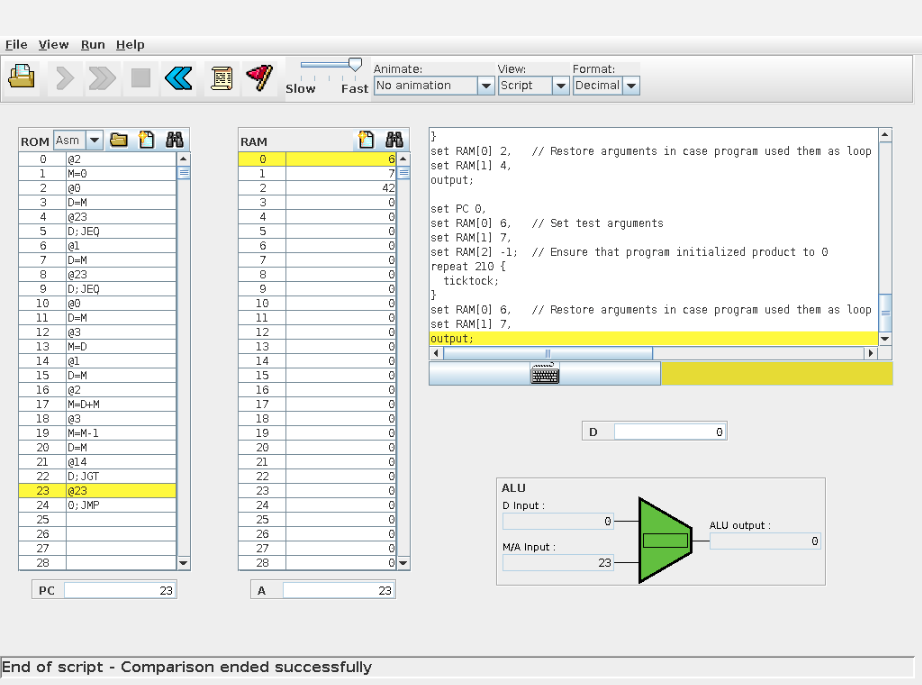 File View Run Help
Slow Fast
Animate: View: Format:
No animation Script Decimal
ROM Asm
0 @2
1 M=0
2 @0
3 D=M
4 @23
5 D;JEQ
6 @1
7 D=M
8 @23
9 D;JEQ
10 @0
11 D=M
12 @3
13 M=D
14 @1
15 D=M
16 @2
17 M=D+M
18 @3
19 M=M-1
20 D=M
21 @14
22 D;JGT
23 @23
24 0;JMP
25
26
27
28
PC 23
RAM
0 6
1 7
2 42
3 0
4 0
5 0
6 0
7 0
8 0
9 0
10 0
11 0
12 0
13 0
14 0
15 0
16 0
17 0
18 0
19 0
20 0
21 0
22 0
23 0
24 0
25 0
26 0
27 0
28 0
A 23
}
set RAM[0] 2,   // Restore arguments in case program used them as loop
set RAM[1] 4,
output;
set PC 0,
set RAM[0] 6,   // Set test arguments
set RAM[1] 7,
set RAM[2] -1;  // Ensure that program initialized product to 0
repeat 210 {
  ticktock;
}
set RAM[0] 6,   // Restore arguments in case program used them as loop
set RAM[1] 7,
output;
D 0
ALU
D Input :
0
M/A Input :
23
ALU output :
0
End of script - Comparison ended successfully